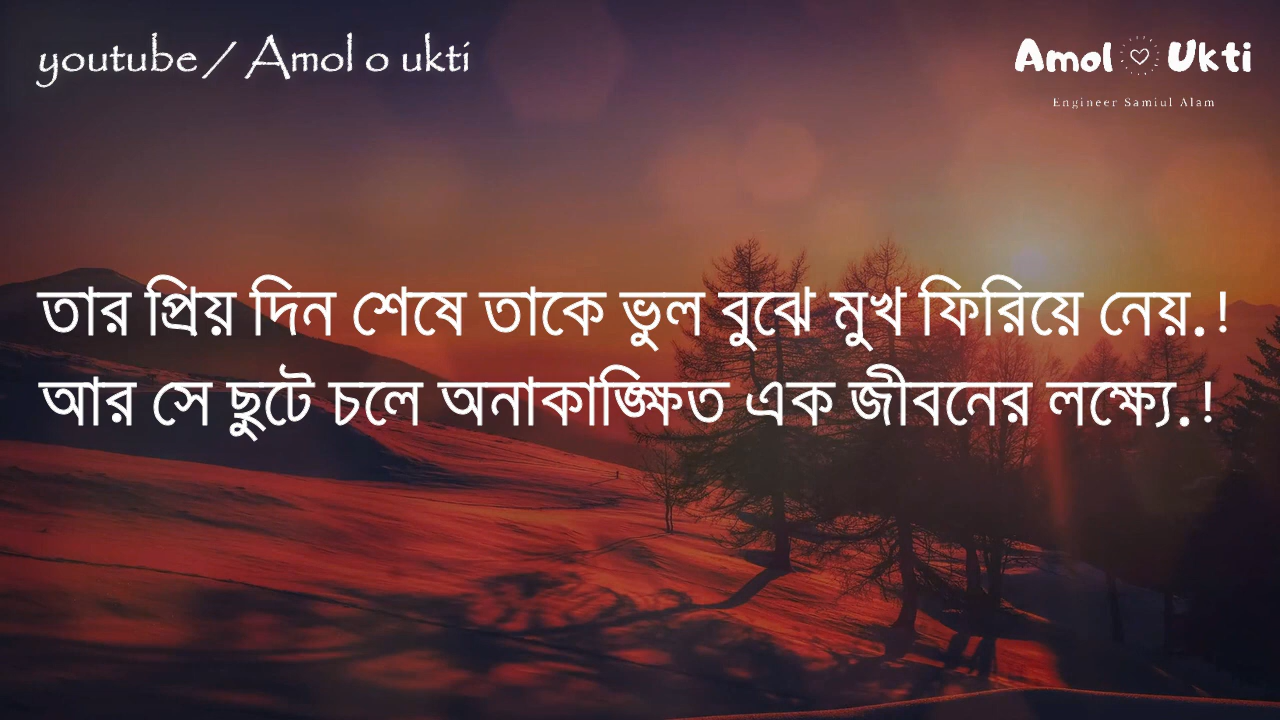 youtube / Amol o ukti
Amol Ukti
Engineer Samiul Alam
তার প্রিয় দিন শেষে তাকে ভুল বুঝে মুখ ফিরিয়ে নেয়.!
আর সে ছুটে চলে অনাকাঙ্ক্ষিত এক জীবনের লক্ষ্যে.!